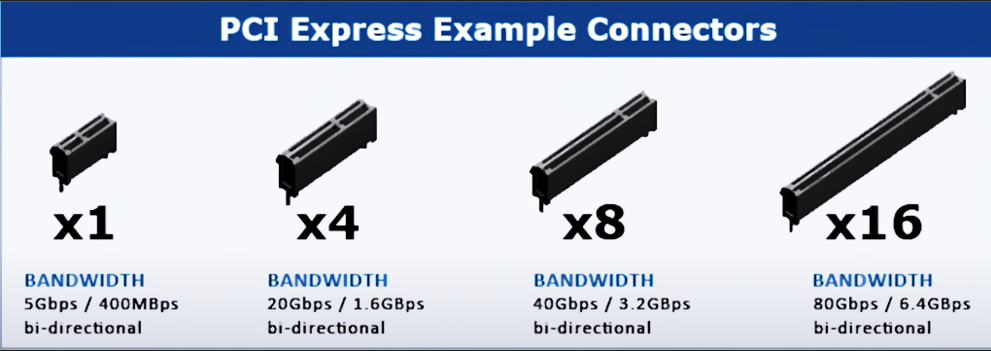 PCI Express Example Connectors
x1
BANDWIDTH
5Gbps / 400MBps
bi-directional
x4
BANDWIDTH
20Gbps / 1.6GBps
bi-directional
x8
BANDWIDTH
40Gbps / 3.2GBps
bi-directional
x16
BANDWIDTH
80Gbps / 6.4GBps
bi-directional